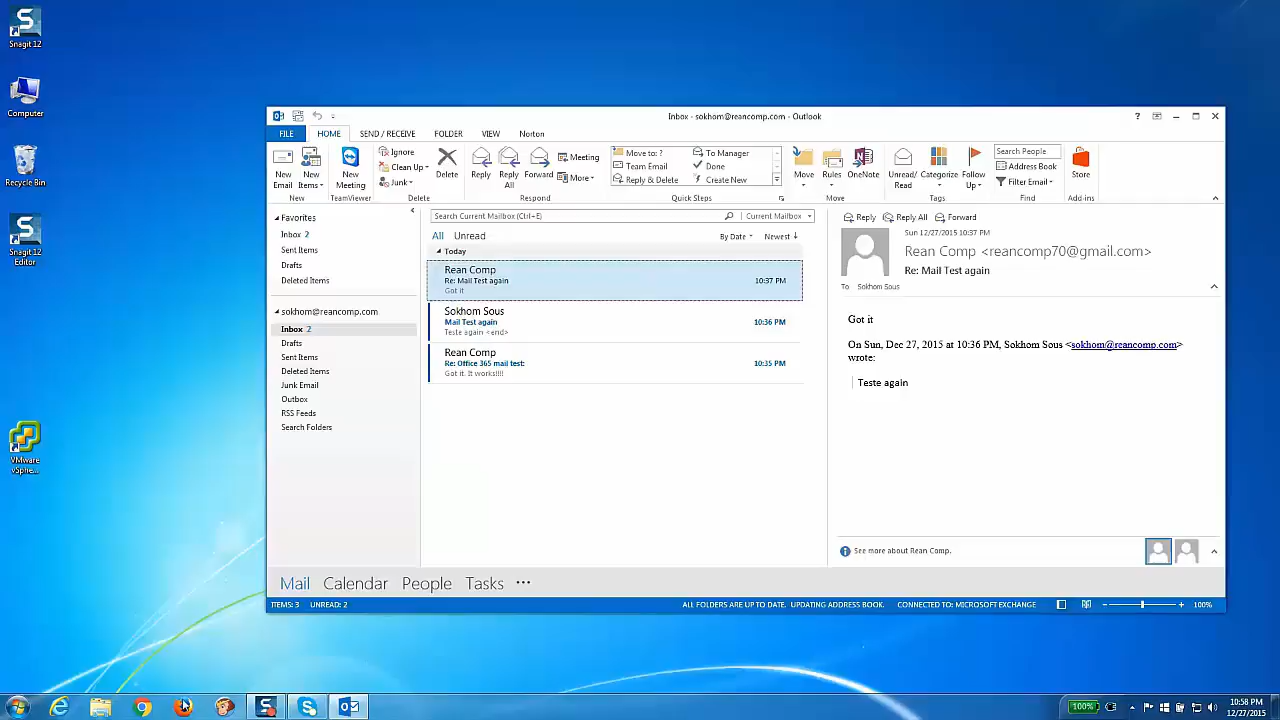 Snagit 12
Computer
Recycle Bin
Snagit 12
Editor
VMware
vSphe...
Inbox - sokhom@reancomp.com - Outlook
FILE HOME SEND / RECEIVE FOLDER VIEW Norton
New
Email
New
Items
New
Meeting
Ignore
Clean Up
Junk
Delete
Reply
Reply
All
Forward
Meeting
More
Move to: ?
Team Email
Reply & Delete
To Manager
Done
Create New
Move
Rules
OneNote
Unread/
Read
Categorize
Follow
Up
Search People
Address Book
Filter Email
Store
New TeamViewer Delete Respond Quick Steps Move Tags Find Add-ins
Favorites
Inbox 2
Sent Items
Drafts
Deleted Items
sokhom@reancomp.com
Inbox 2
Drafts
Sent Items
Deleted Items
Junk Email
Outbox
RSS Feeds
Search Folders
Search Current Mailbox (Ctrl+E) Current Mailbox
All Unread By Date Newest
Today
Rean Comp
Re: Mail Test again 10:37 PM
Got it
Sokhom Sous
Mail Test again 10:36 PM
Teste again <end>
Rean Comp
Re: Office 365 mail test: 10:35 PM
Got it. It works!!!!
Reply Reply All Forward
Sun 12/27/2015 10:37 PM
Rean Comp <reancomp70@gmail.com>
Re: Mail Test again
To Sokhom Sous
Got it
On Sun, Dec 27, 2015 at 10:36 PM, Sokhom Sous <sokhom@reancomp.com>
wrote:
Teste again
See more about Rean Comp.
Mail Calendar People Tasks •••
ITEMS: 3 UNREAD: 2 ALL FOLDERS ARE UP TO DATE. UPDATING ADDRESS BOOK. CONNECTED TO: MICROSOFT EXCHANGE 100%
100% 10:58 PM
12/27/2015